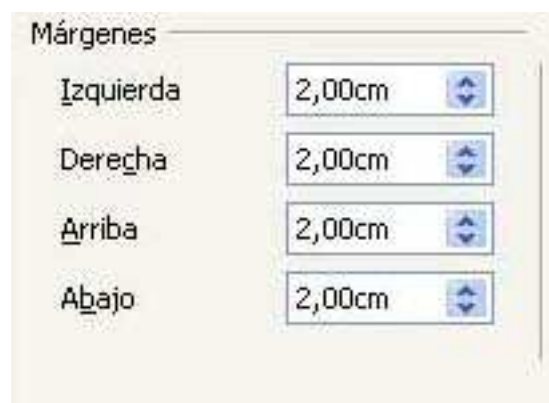 Márgenes
Izquierda 2,00cm
Derecha 2,00cm
Arriba 2,00cm
Abajo 2,00cm